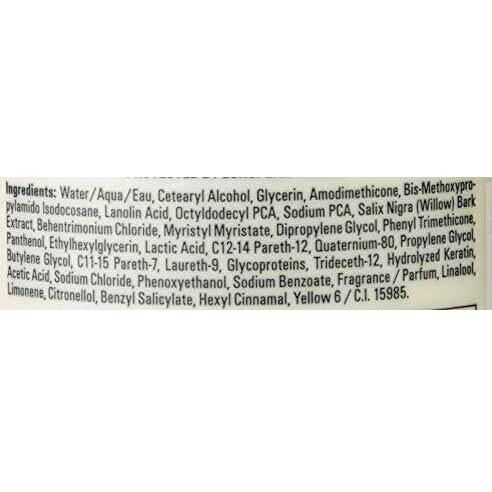 Ingredients: Water/Aqua/Eau, Cetearyl Alcohol, Glycerin, Amodimethicone, Bis-Methoxypro-
pylamido Isodocosane, Lanolin Acid, Octyldodecyl PCA, Sodium PCA, Salix Nigra (Willow) Bark
Extract, Behentrimonium Chloride, Myristyl Myristate, Dipropylene Glycol, Phenyl Trimethicone,
Panthenol, Ethylhexylglycerin, Lactic Acid, C12-14 Pareth-12, Quaternium-80, Propylene Glycol,
Butylene Glycol, C11-15 Pareth-7, Laureth-9, Glycoproteins, Trideceth-12, Hydrolyzed Keratin,
Acetic Acid, Sodium Chloride, Phenoxyethanol, Sodium Benzoate, Fragrance / Parfum, Linalool,
Limonene, Citronellol, Benzyl Salicylate, Hexyl Cinnamal, Yellow 6 / C.I. 15985.